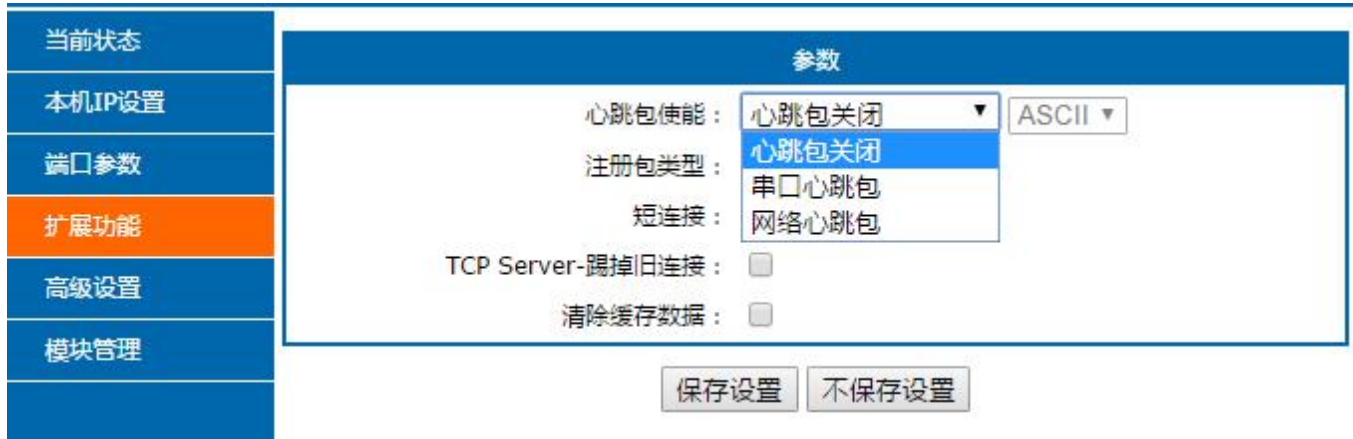 当前状态
本机IP设置
端口参数
扩展功能
高级设置
模块管理
参数
心跳包使能： 心跳包关闭 ASCII
心跳包关闭
注册包类型：
串口心跳包
短连接：
网络心跳包
TCP Server-踢掉旧连接：
清除缓存数据：
保存设置 不保存设置